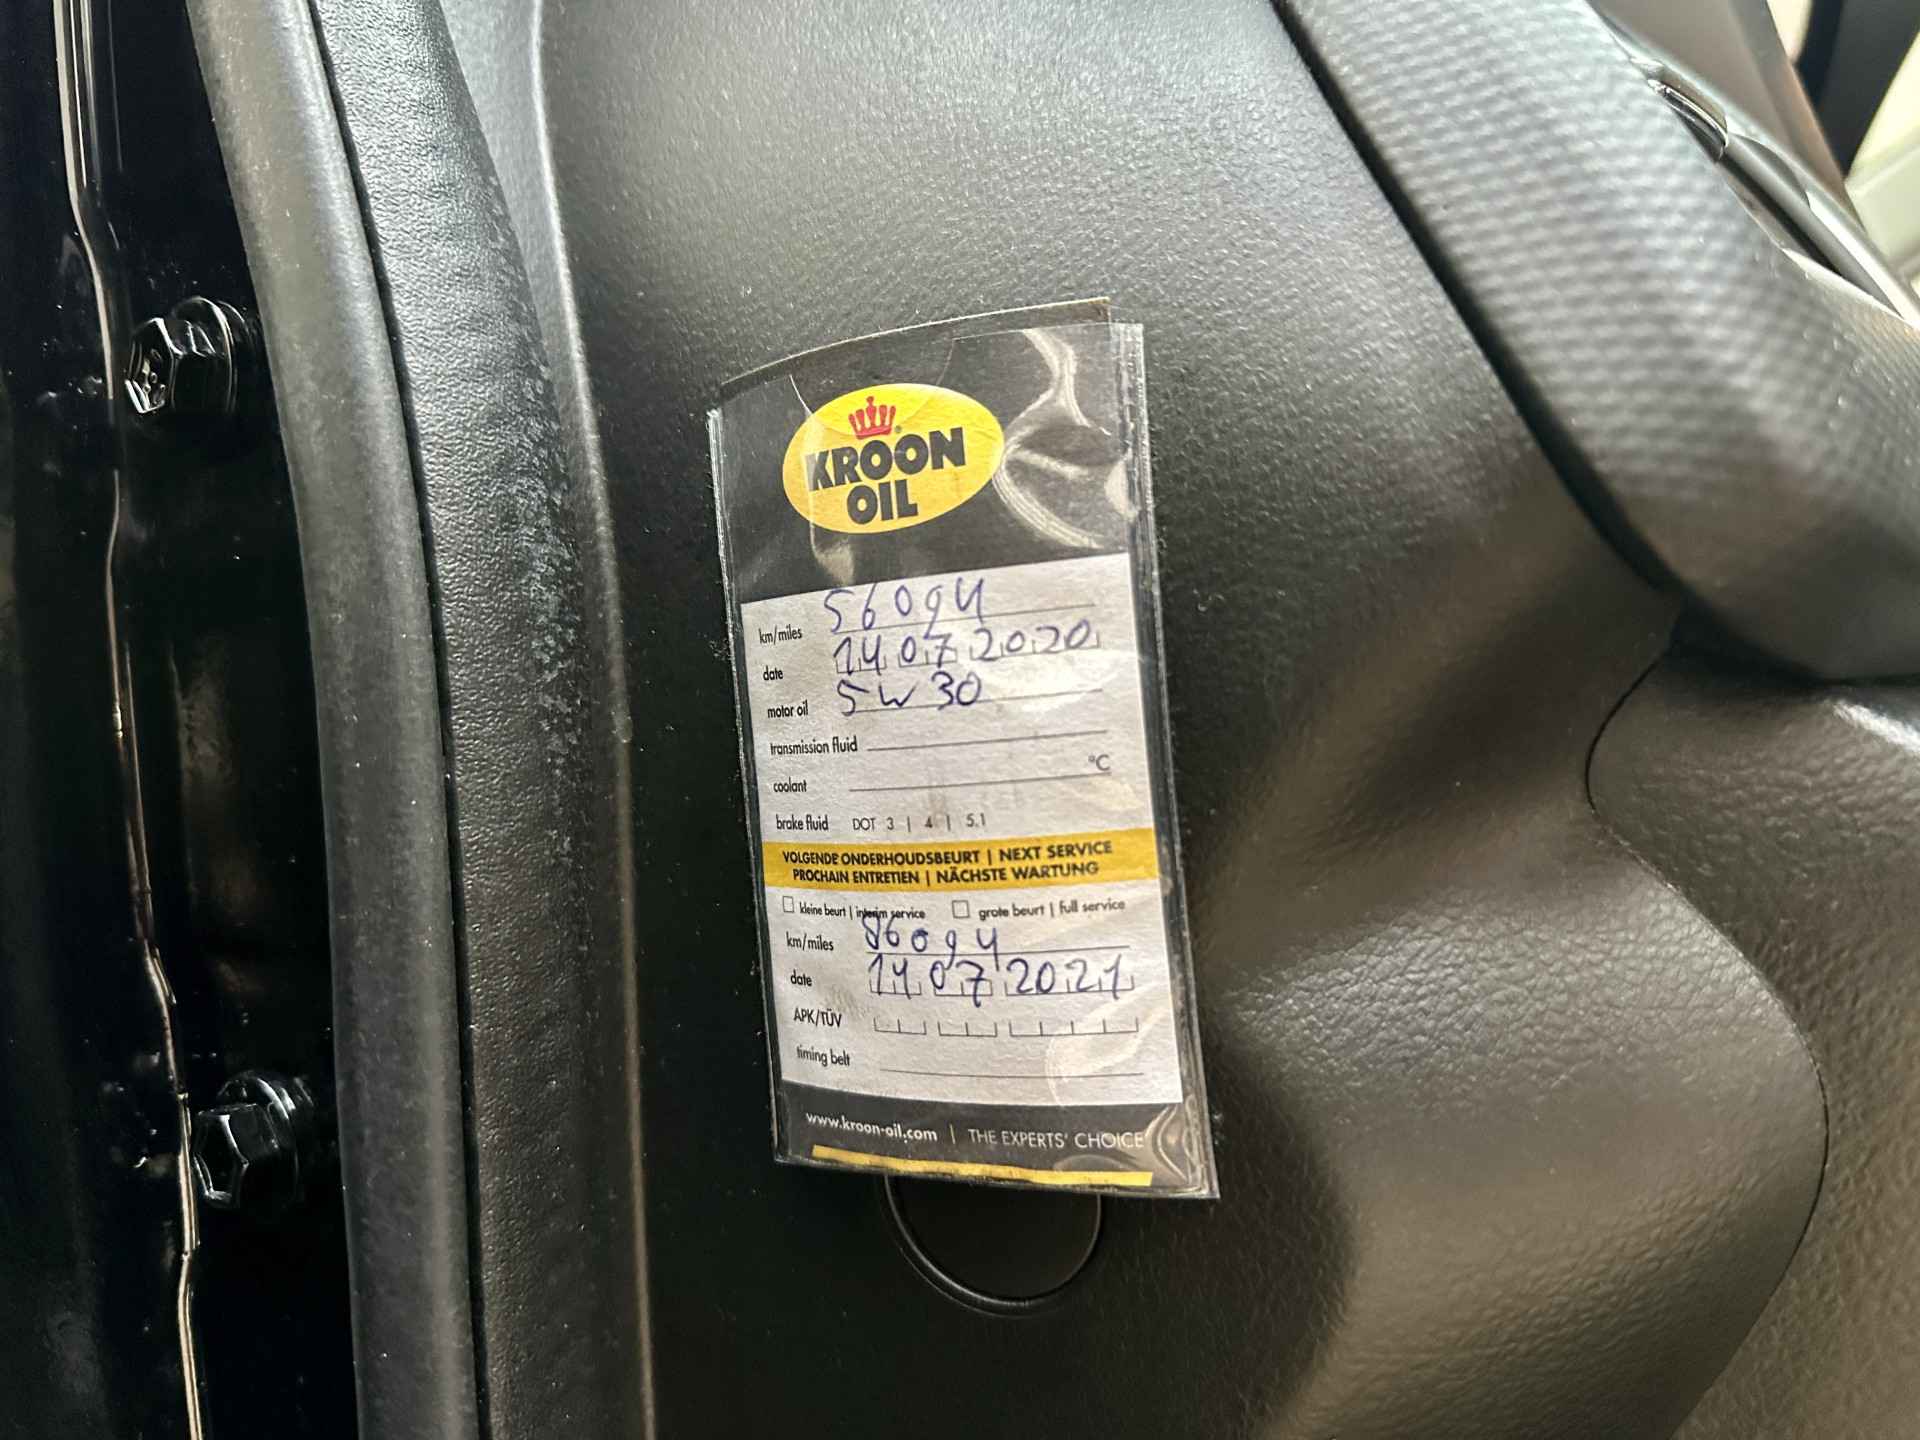 KROON
OIL
km/miles 56094
date 14 07 2020
motor oil 5W30
transmission fluid
coolant °C
brake fluid DOT 3 | 4 | 5.1
VOLGENDE ONDERHOUDSBEURT | NEXT SERVICE
PROCHAIN ENTRETIEN | NÄCHSTE WARTUNG
kleine beurt | interim service grote beurt | full service
km/miles 86094
date 14 07 2021
APK/TÜV
timing belt
www.kroon-oil.com | THE EXPERTS' CHOICE